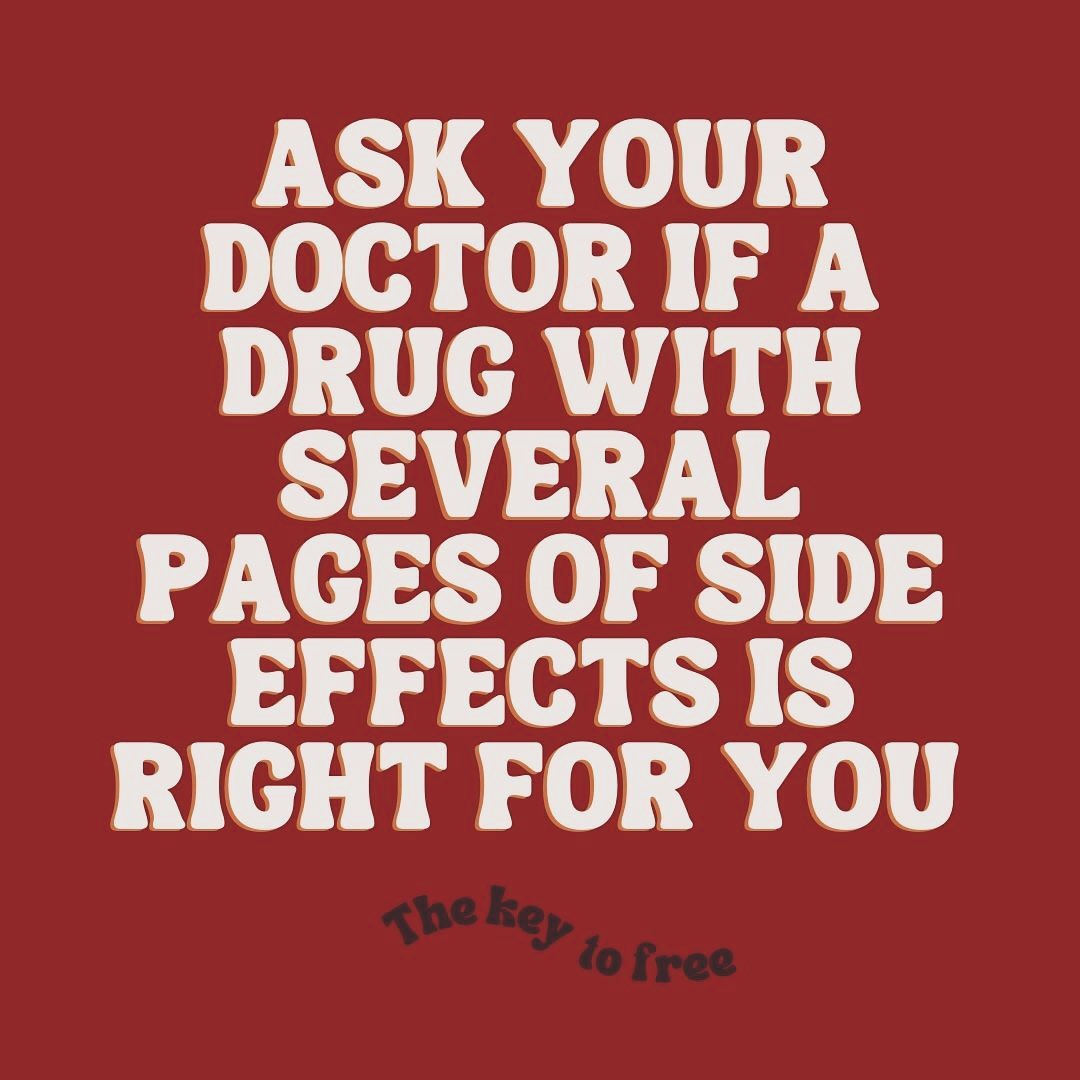 ASK YOUR
DOCTOR IF A
DRUG WITH
SEVERAL
PAGES OF SIDE
EFFECTS IS
RIGHT FOR YOU
The key to free